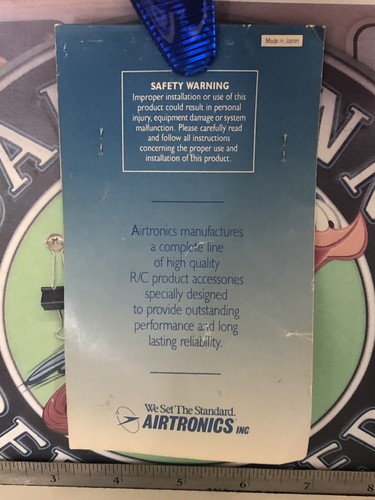 Made in Japan
SAFETY WARNING
Improper installation or use of this
product could result in personal
injury, equipment damage or system
malfunction. Please carefully read
and follow all instructions
concerning the proper use and
installation of this product.
Airtronics manufactures
a complete line
of high quality
R/C product accessories
specially designed
to provide outstanding
performance and long
lasting reliability.
We Set The Standard.
AIRTRONICS INC
3 4 5 6 7 8